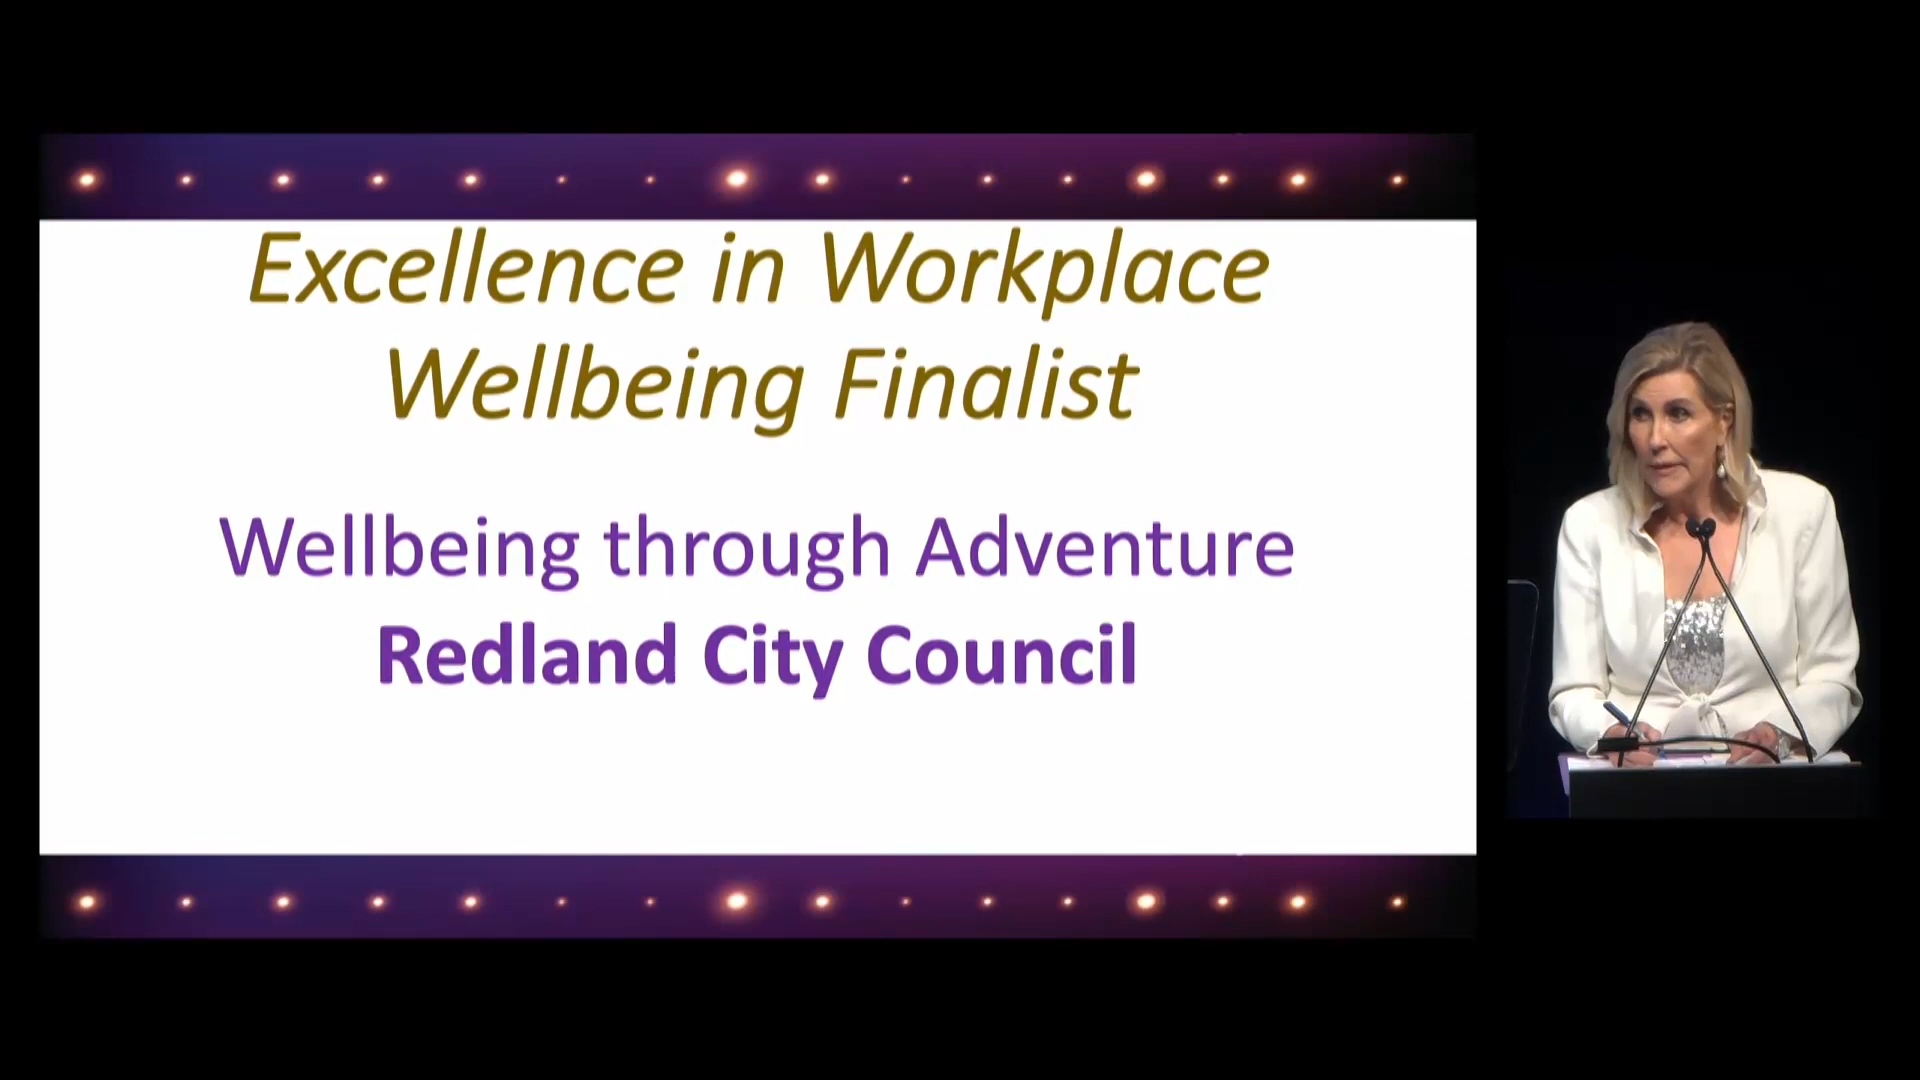 Excellence in Workplace
Wellbeing Finalist
Wellbeing through Adventure
Redland City Council